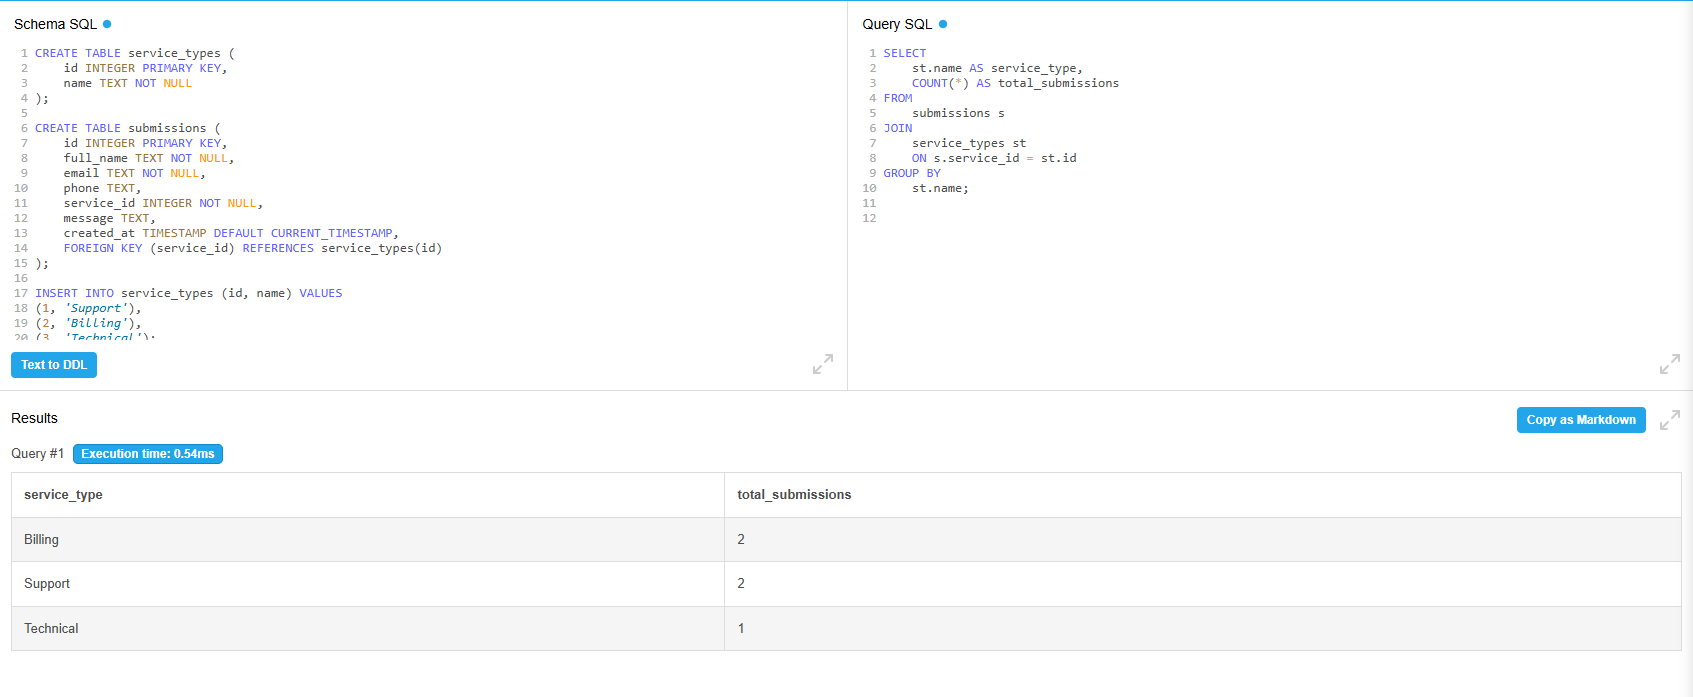 Schema SQL
1 CREATE TABLE service_types (
2     id INTEGER PRIMARY KEY,
3     name TEXT NOT NULL
4 );
5
6 CREATE TABLE submissions (
7     id INTEGER PRIMARY KEY,
8     full_name TEXT NOT NULL,
9     email TEXT NOT NULL,
10     phone TEXT,
11     service_id INTEGER NOT NULL,
12     message TEXT,
13     created_at TIMESTAMP DEFAULT CURRENT_TIMESTAMP,
14     FOREIGN KEY (service_id) REFERENCES service_types(id)
15 );
16
17 INSERT INTO service_types (id, name) VALUES
18 (1, 'Support'),
19 (2, 'Billing'),
20 (3, 'Technical');
Text to DDL
Query SQL
1 SELECT
2     st.name AS service_type,
3     COUNT(*) AS total_submissions
4 FROM
5     submissions s
6 JOIN
7     service_types st
8     ON s.service_id = st.id
9 GROUP BY
10     st.name;
11
12
Results
Copy as Markdown
Query #1 Execution time: 0.54ms
service_type total_submissions
Billing 2
Support 2
Technical 1